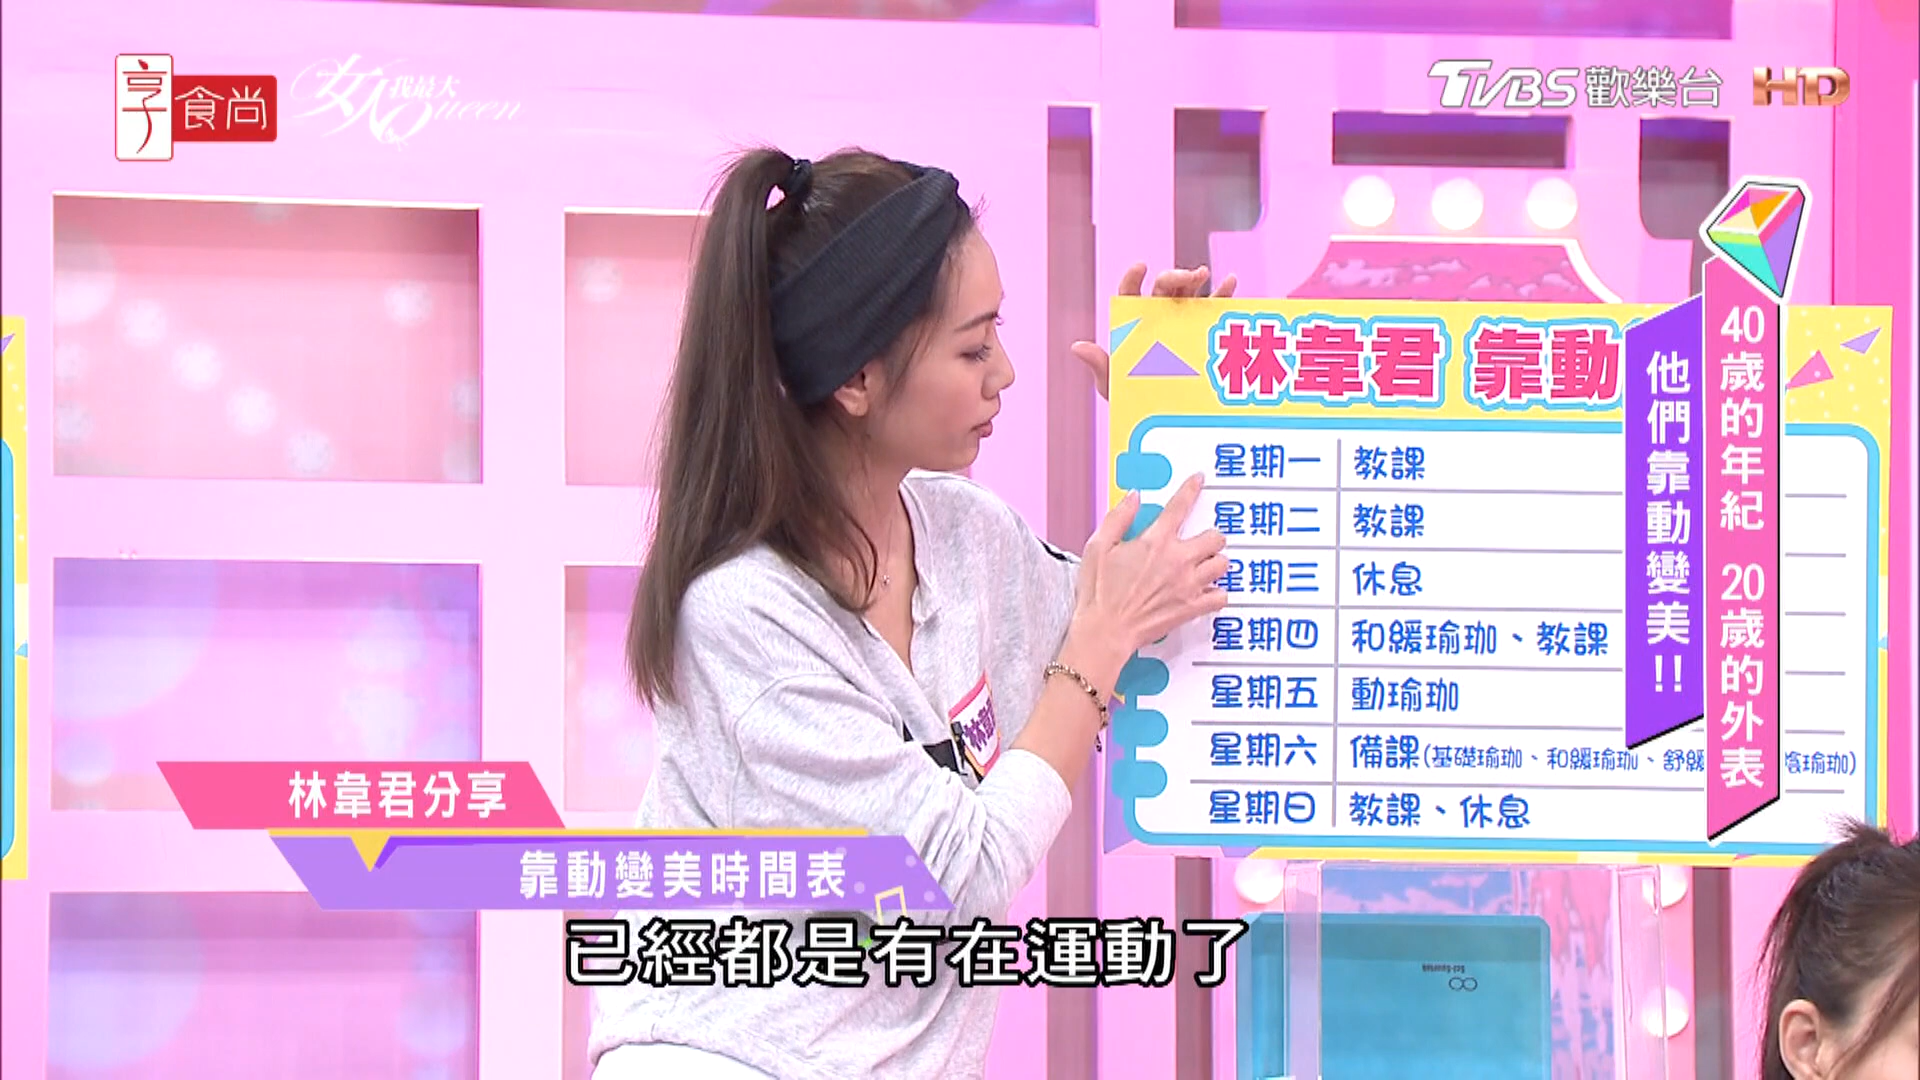 享
食尚
女人我最大
Queen
TVBS歡樂台 HD
林韋君 靠動
星期一 教課
星期二 教課
星期三 休息
星期四 和緩瑜珈、教課
星期五 動瑜珈
星期六 備課(基礎瑜珈、和緩瑜珈、舒緩 陰瑜珈)
星期日 教課、休息
40歲的年紀 20歲的外表
他們靠動變美!!
林韋君分享
靠動變美時間表
已經都是有在運動了